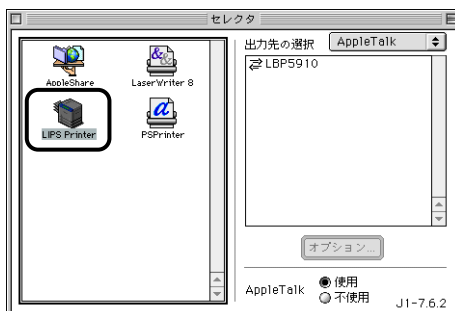 セレクタ
AppleShare
LaserWriter 8
LIPS Printer
PSPrinter
出力先の選択 AppleTalk
LBP5910
オプション...
AppleTalk
使用
不使用
J1-7.6.2